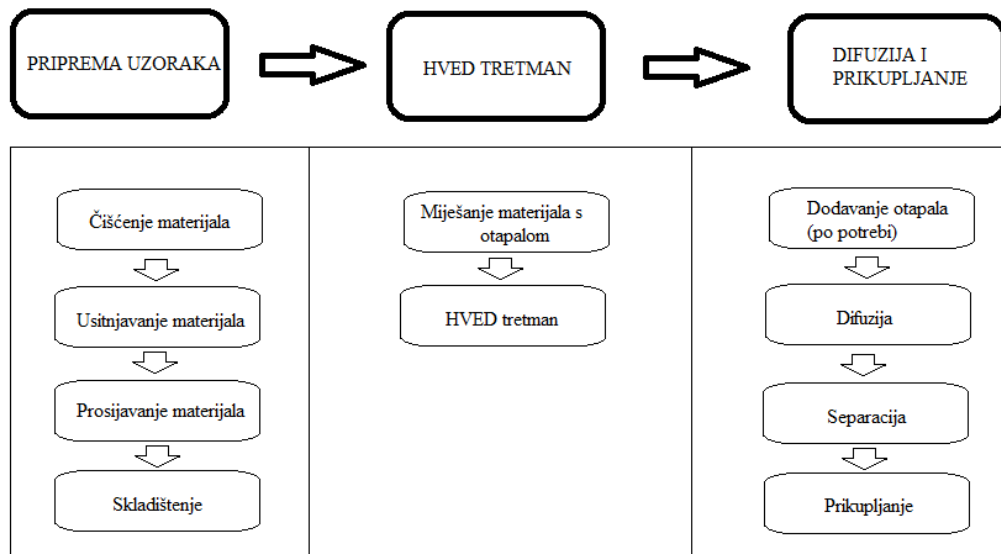 PRIPREMA UZORAKA
HVED TRETMAN
DIFUZIJA I
PRIKUPLJANJE
Čišćenje materijala
Usitnjavanje materijala
Prosijavanje materijala
Skladištenje
Miješanje materijala s
otapalom
HVED tretman
Dodavanje otapala
(po potrebi)
Difuzija
Separacija
Prikupljanje